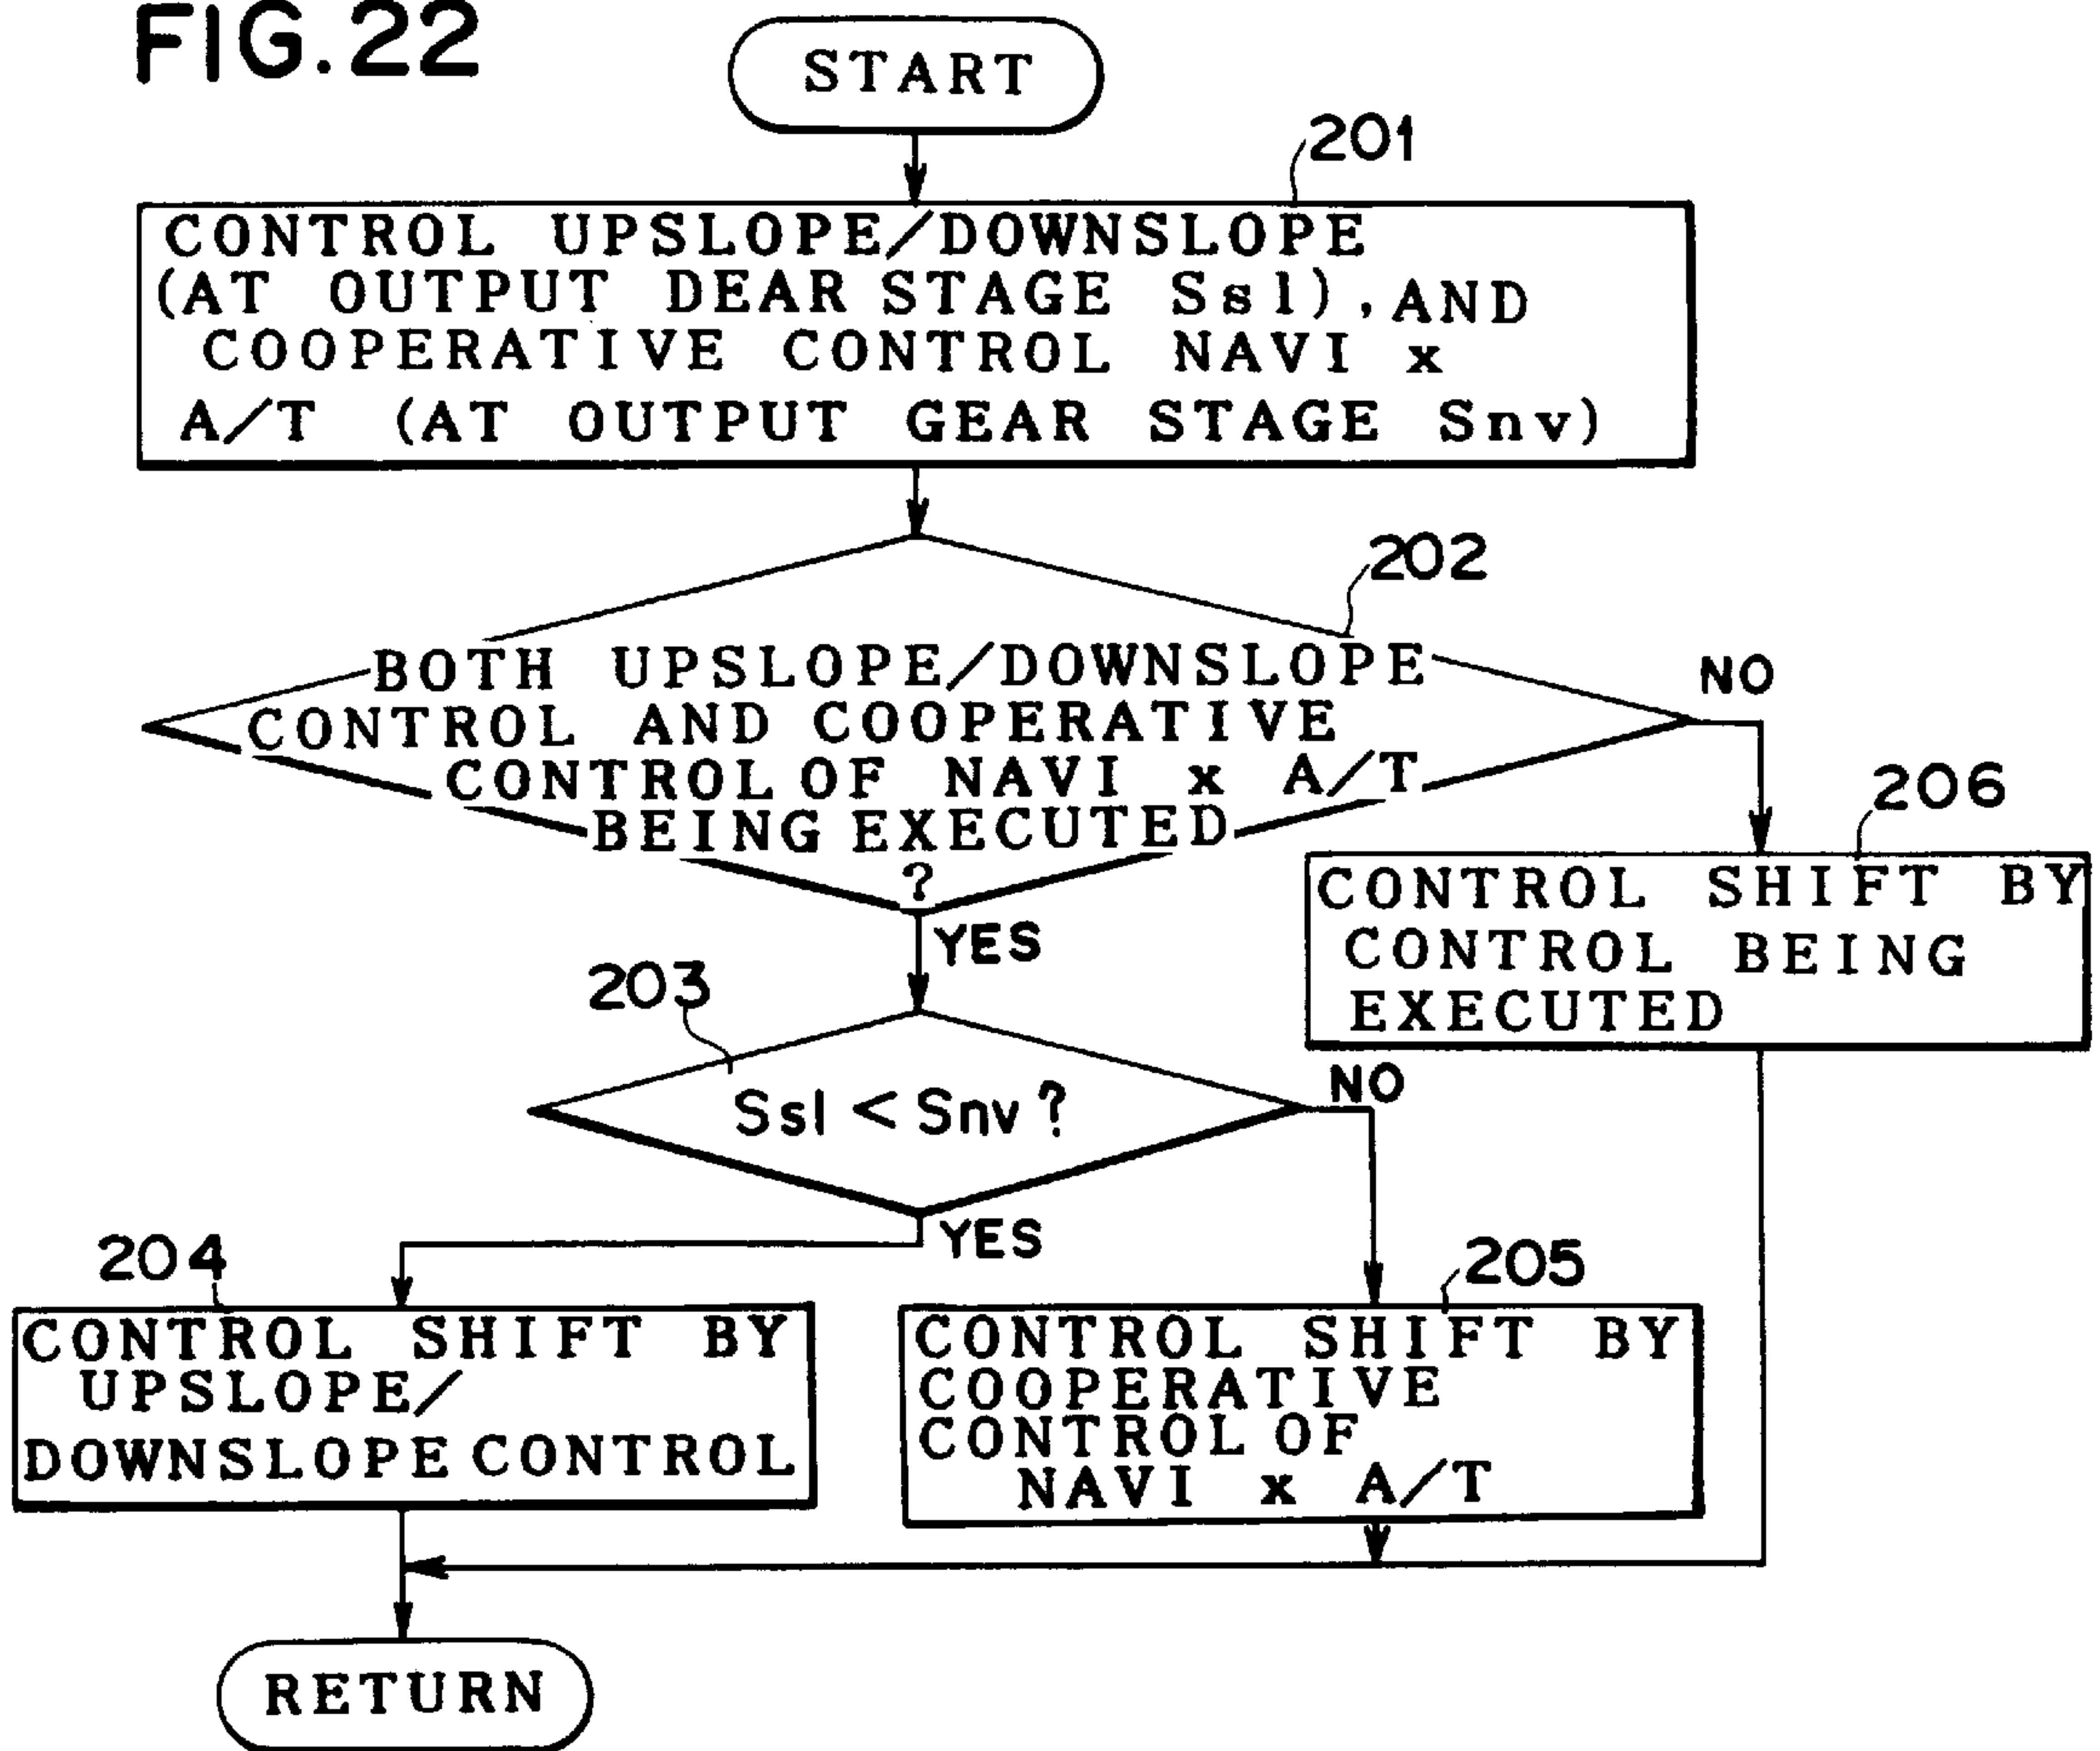 FIG.22
START
201
CONTROL UPSLOPE/DOWNSLOPE
(AT OUTPUT DEAR STAGE Ssl), AND
COOPERATIVE CONTROL NAVI x
A/T (AT OUTPUT GEAR STAGE Snv)
202
BOTH UPSLOPE/DOWNSLOPE
CONTROL AND COOPERATIVE
CONTROL OF NAVI x A/T
BEING EXECUTED
?
NO
YES
206
CONTROL SHIFT BY
CONTROL BEING
EXECUTED
203
Ssl < Snv ?
NO
YES
204
CONTROL SHIFT BY
UPSLOPE/
DOWNSLOPE CONTROL
205
CONTROL SHIFT BY
COOPERATIVE
CONTROL OF
NAVI x A/T
RETURN